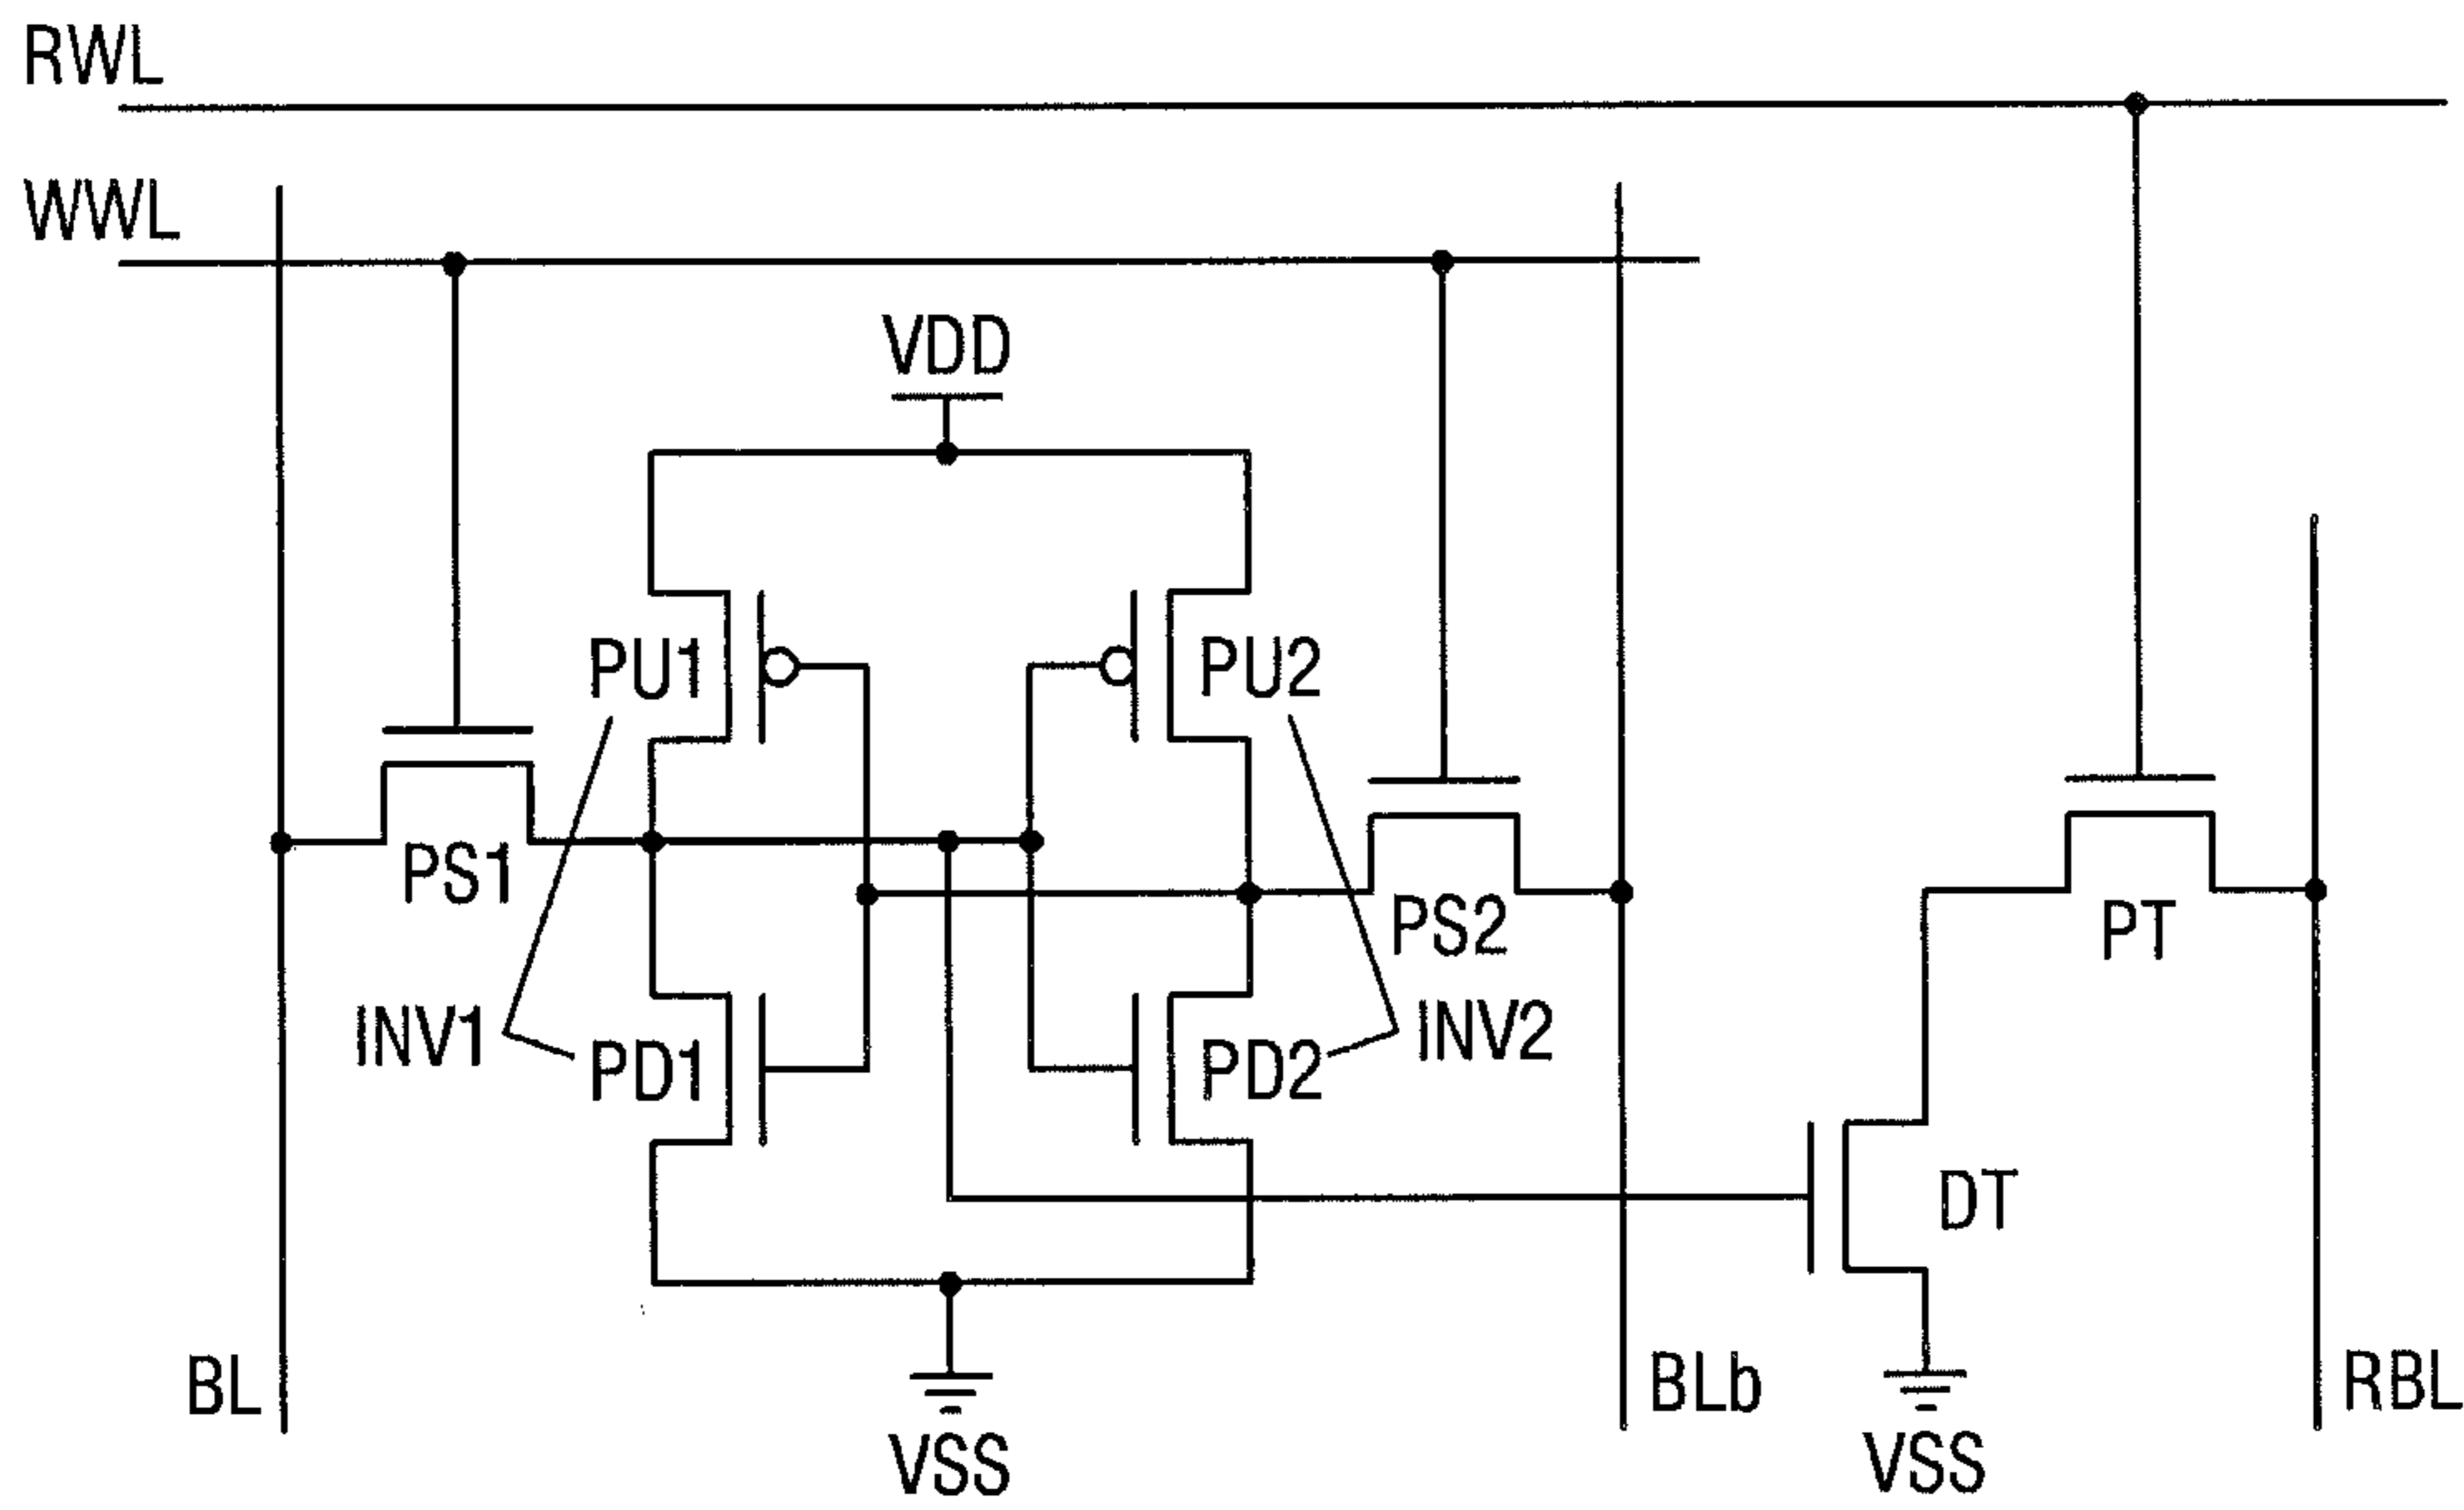 RWL
WWL
VDD
PU1 PU2
PS1 PS2 PT
INV1 PD1 PD2 INV2
DT
BL BLb RBL
VSS VSS